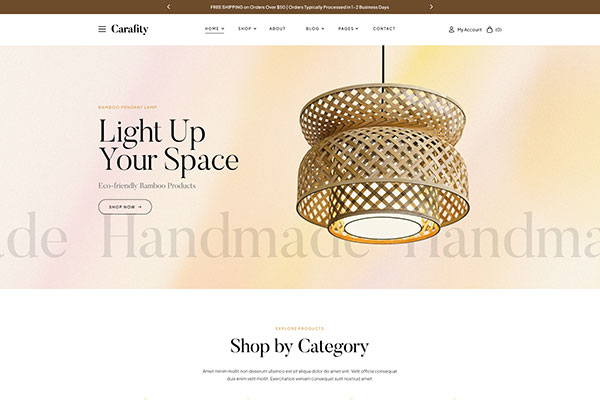 FREE SHIPPING on Orders Over $50 | Orders Typically Processed in 1-2 Business Days
Carafity
HOME
SHOP
ABOUT
BLOG
PAGES
CONTACT
My Account
(0)
BAMBOO PENDANT LAMP
Light Up
Your Space
Eco-friendly Bamboo Products
SHOP NOW →
ade Handmade Handma
EXPLORE PRODUCTS
Shop by Category
Amet minim mollit non deserunt ullamco est sit aliqua dolor do amet sint. Velit officia consequat
duis enim velit mollit. Exercitation veniam consequat sunt nostrud amet.